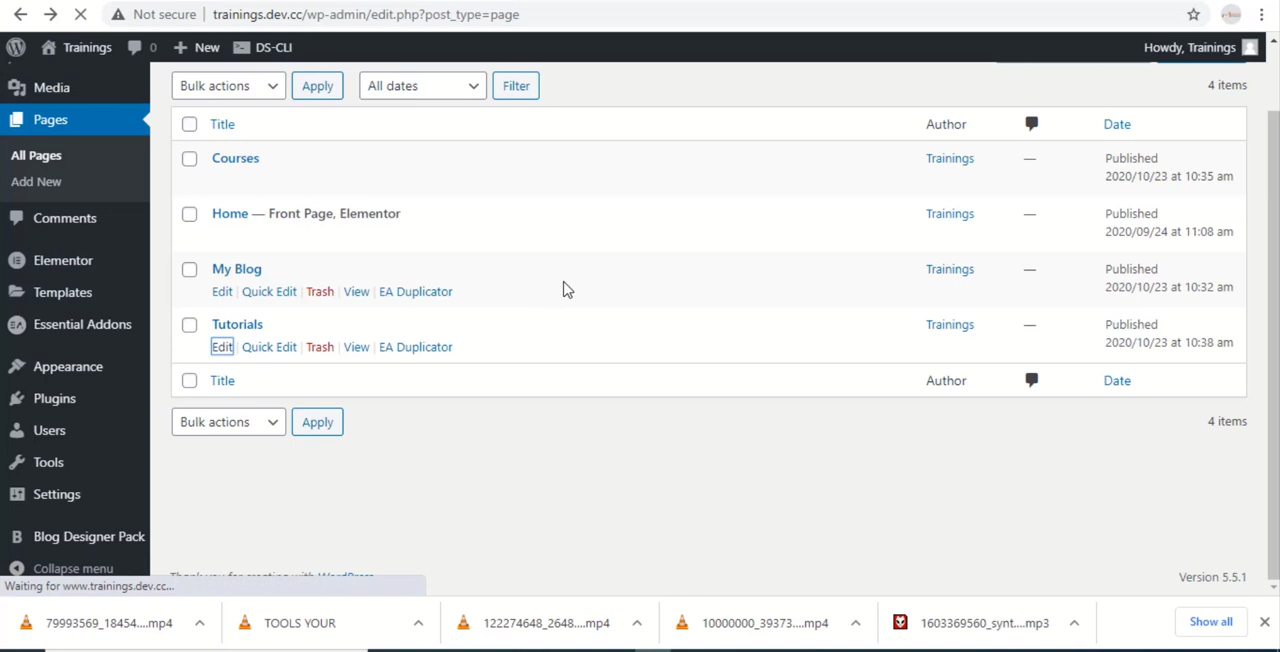 Not secure trainings.dev.cc/wp-admin/edit.php?post_type=page
Trainings 0 New DS-CLI Howdy, Trainings
Media
Pages
All Pages
Add New
Comments
Elementor
Templates
Essential Addons
Appearance
Plugins
Users
Tools
Settings
Blog Designer Pack
Collapse menu
Bulk actions Apply All dates Filter 4 items
Title Author Date
Courses Trainings — Published
2020/10/23 at 10:35 am
Home — Front Page, Elementor Trainings — Published
2020/09/24 at 11:08 am
My Blog Trainings — Published
Edit | Quick Edit | Trash | View | EA Duplicator 2020/10/23 at 10:32 am
Tutorials Trainings — Published
Edit | Quick Edit | Trash | View | EA Duplicator 2020/10/23 at 10:38 am
Title Author Date
Bulk actions Apply 4 items
Version 5.5.1
Waiting for www.trainings.dev.cc...
79993569_18454....mp4 TOOLS YOUR 122274648_2648....mp4 10000000_39373....mp4 1603369560_synt....mp3 Show all